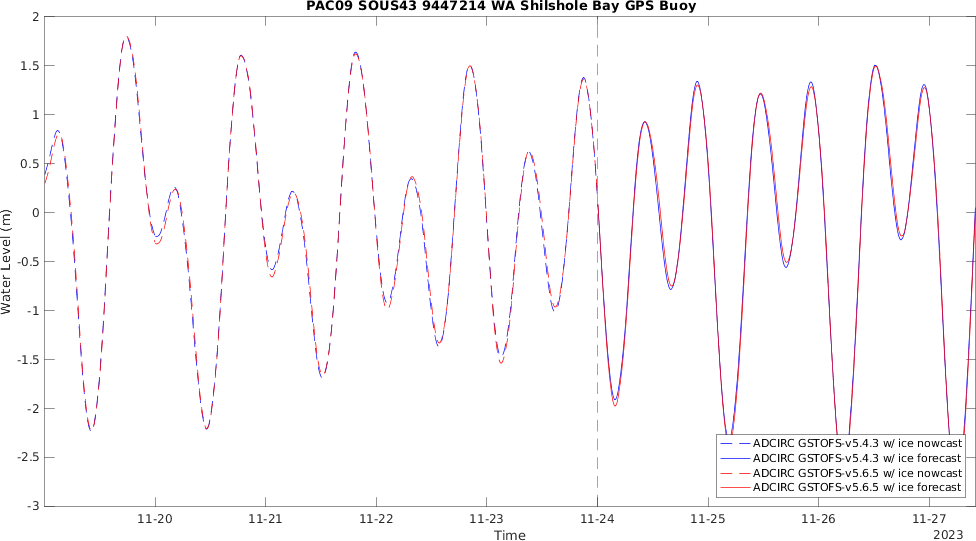 PAC09 SOUS43 9447214 WA Shilshole Bay GPS Buoy
2
1.5
1
0.5
0
-0.5
-1
-1.5
-2
-2.5
-3
Water Level (m)
ADCIRC GSTOFS-v5.4.3 w/ ice nowcast
ADCIRC GSTOFS-v5.4.3 w/ ice forecast
ADCIRC GSTOFS-v5.6.5 w/ ice nowcast
ADCIRC GSTOFS-v5.6.5 w/ ice forecast
11-20 11-21 11-22 11-23 11-24 11-25 11-26 11-27
Time
2023